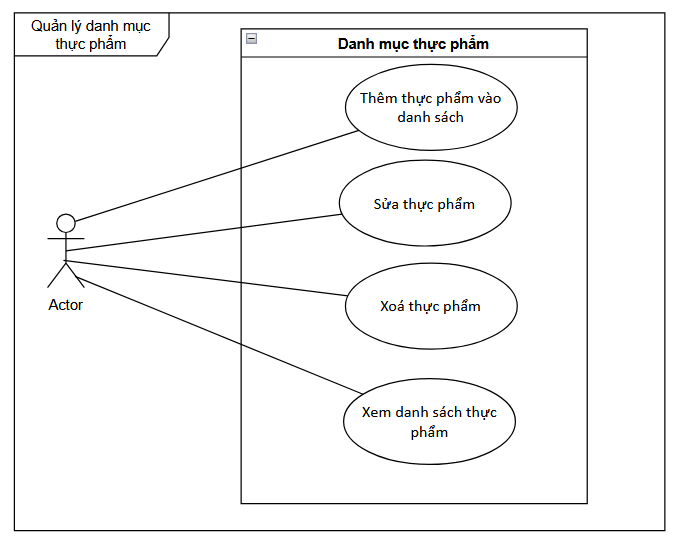 Quản lý danh mục
thực phẩm
Danh mục thực phẩm
Thêm thực phẩm vào
danh sách
Sửa thực phẩm
Xoá thực phẩm
Actor
Xem danh sách thực
phẩm